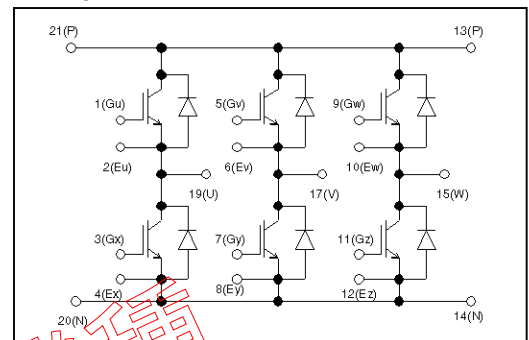 21(P) 13(P)
1(Gu) 5(Gv) 9(Gw)
2(Eu) 6(Ev) 10(Ew)
19(U) 17(V) 15(W)
3(Gx) 7(Gy) 11(Gz)
4(Ex) 8(Ey) 12(Ez)
20(N) 14(N)